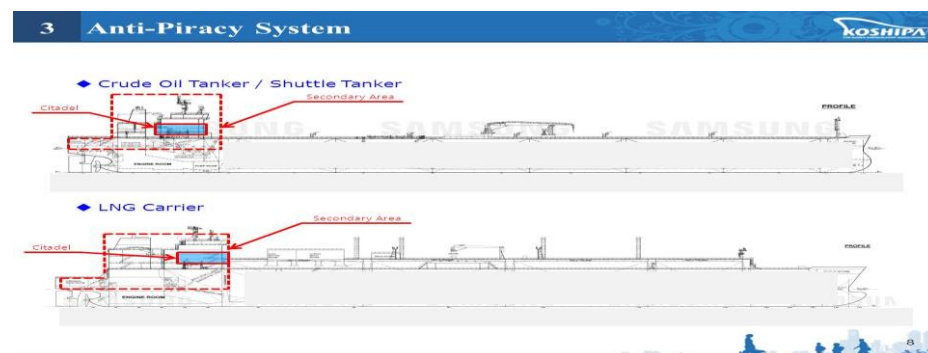 3 Anti-Piracy System
KOSHIPA
◆ Crude Oil Tanker / Shuttle Tanker
Citadel
Secondary Area
PROFILE
SAMSUNG
ENGINE ROOM
◆ LNG Carrier
Secondary Area
Citadel
PROFILE
ENGINE ROOM
8